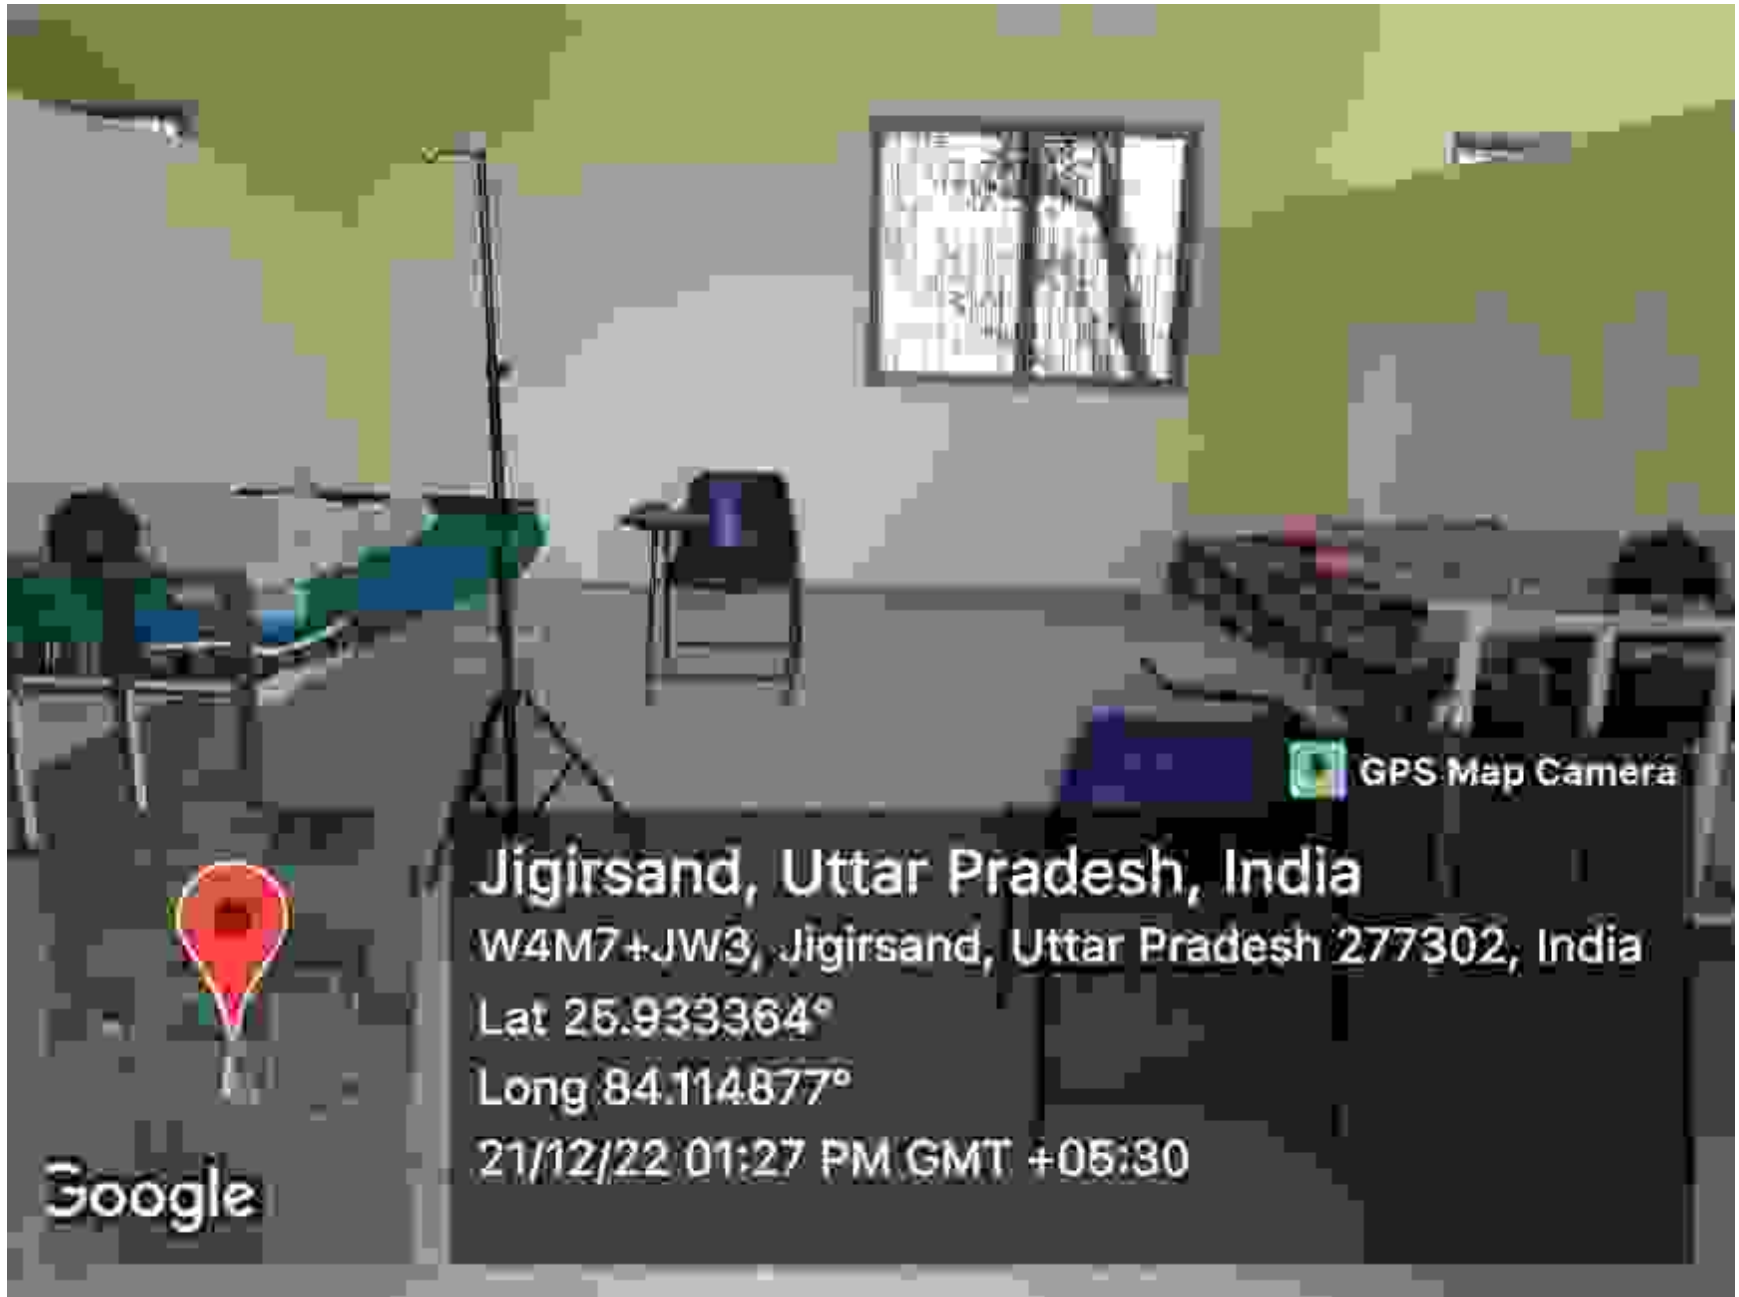 GPS Map Camera
Jigirsand, Uttar Pradesh, India
W4M7+JW3, Jigirsand, Uttar Pradesh 277302, India
Lat 25.933364°
Long 84.114877°
21/12/22 01:27 PM GMT +05:30
Google